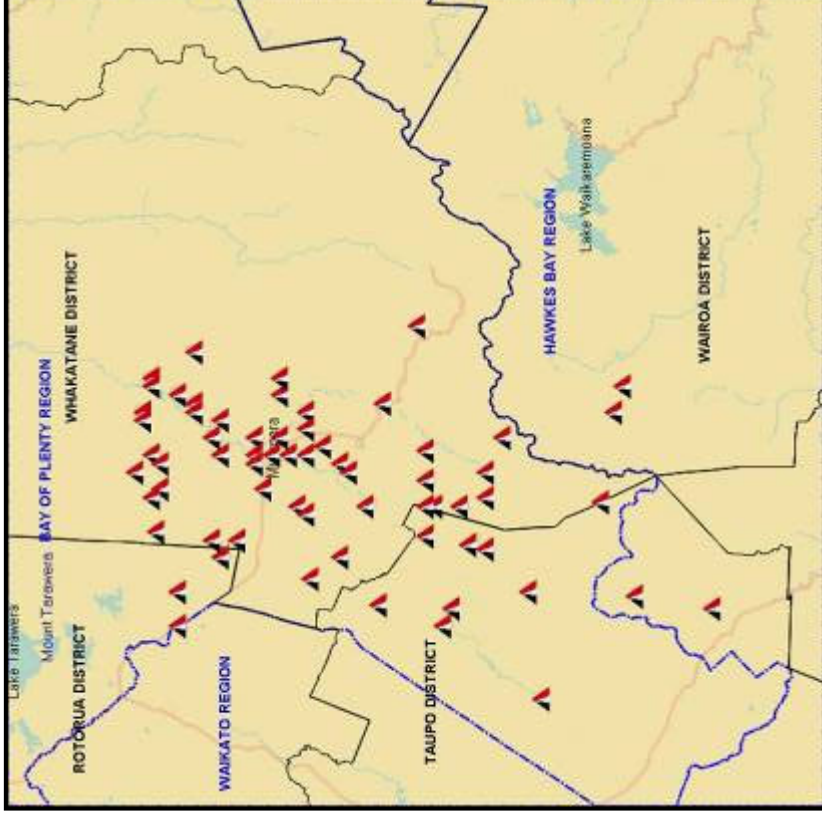 Lake Tarawera
Mount Tarawera
BAY OF PLENTY REGION
WHAKATANE DISTRICT
ROTORUA DISTRICT
WAIKATO REGION
TAUPO DISTRICT
HAWKES BAY REGION
Lake Waikaremoana
WAIROA DISTRICT